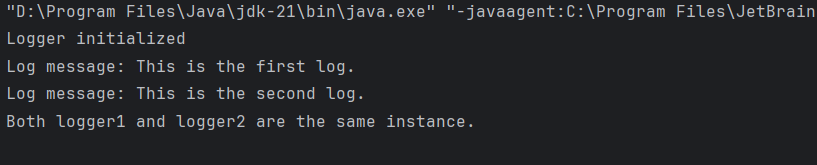 "D:\Program Files\Java\jdk-21\bin\java.exe" "-javaagent:C:\Program Files\JetBrain
Logger initialized
Log message: This is the first log.
Log message: This is the second log.
Both logger1 and logger2 are the same instance.